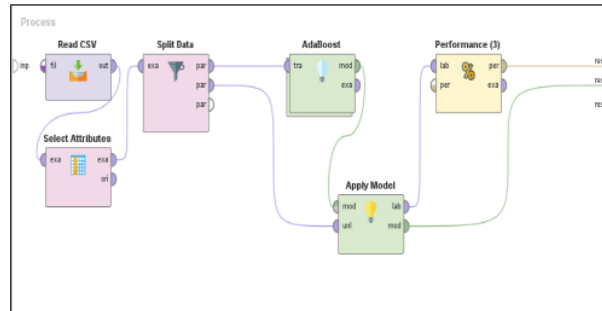 Process
Read CSV
inp
fil
out
Split Data
exa
par
par
par
AdaBoost
tra
mod
exa
Performance (3)
lab
per
per
exa
res
res
res
Select Attributes
exa
exa
ori
Apply Model
mod
lab
unl
mod